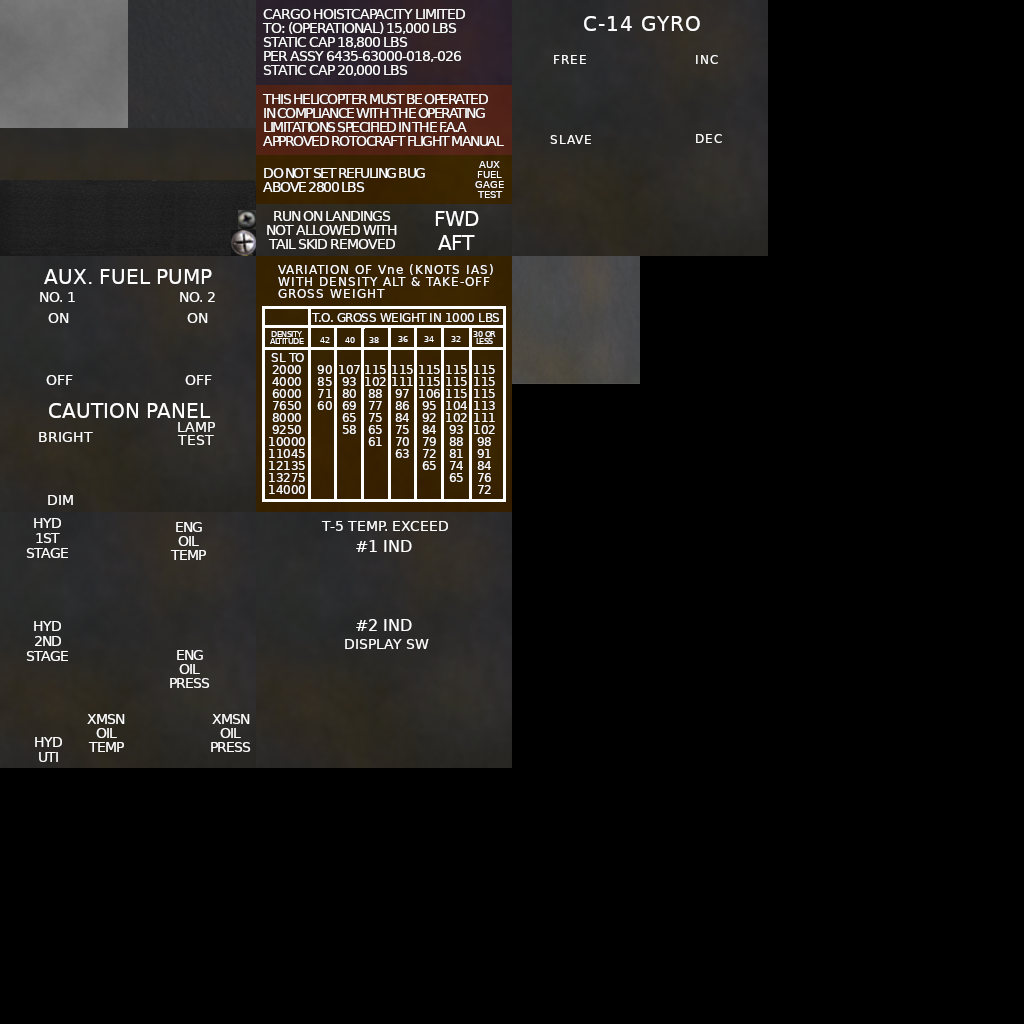 CARGO HOISTCAPACITY LIMITED
TO: (OPERATIONAL) 15,000 LBS
STATIC CAP 18,800 LBS
PER ASSY 6435-63000-018,-026
STATIC CAP 20,000 LBS
THIS HELICOPTER MUST BE OPERATED
IN COMPLIANCE WITH THE OPERATING
LIMITATIONS SPECIFIED IN THE F.A.A
APPROVED ROTOCRAFT FLIGHT MANUAL
DO NOT SET REFULING BUG
ABOVE 2800 LBS
AUX
FUEL
GAGE
TEST
RUN ON LANDINGS
NOT ALLOWED WITH
TAIL SKID REMOVED
FWD
AFT
C-14 GYRO
FREE INC
SLAVE DEC
AUX. FUEL PUMP
NO. 1 NO. 2
ON ON
OFF OFF
CAUTION PANEL
BRIGHT
LAMP
TEST
DIM
VARIATION OF Vne (KNOTS IAS)
WITH DENSITY ALT & TAKE-OFF
GROSS WEIGHT
T.O. GROSS WEIGHT IN 1000 LBS
DENSITY
ALTITUDE
42 40 38 36 34 32
30 OR
LESS
SL TO
2000 90 107 115 115 115 115 115
4000 85 93 102 111 115 115 115
6000 71 80 88 97 106 115 115
7650 60 69 77 86 95 104 113
8000 65 75 84 92 102 111
9250 58 65 75 84 93 102
10000 61 70 79 88 98
11045 63 72 81 91
12135 65 74 84
13275 65 76
14000 72
HYD
1ST
STAGE
ENG
OIL
TEMP
HYD
2ND
STAGE
ENG
OIL
PRESS
XMSN
OIL
TEMP
XMSN
OIL
PRESS
HYD
UTI
T-5 TEMP. EXCEED
#1 IND
#2 IND
DISPLAY SW